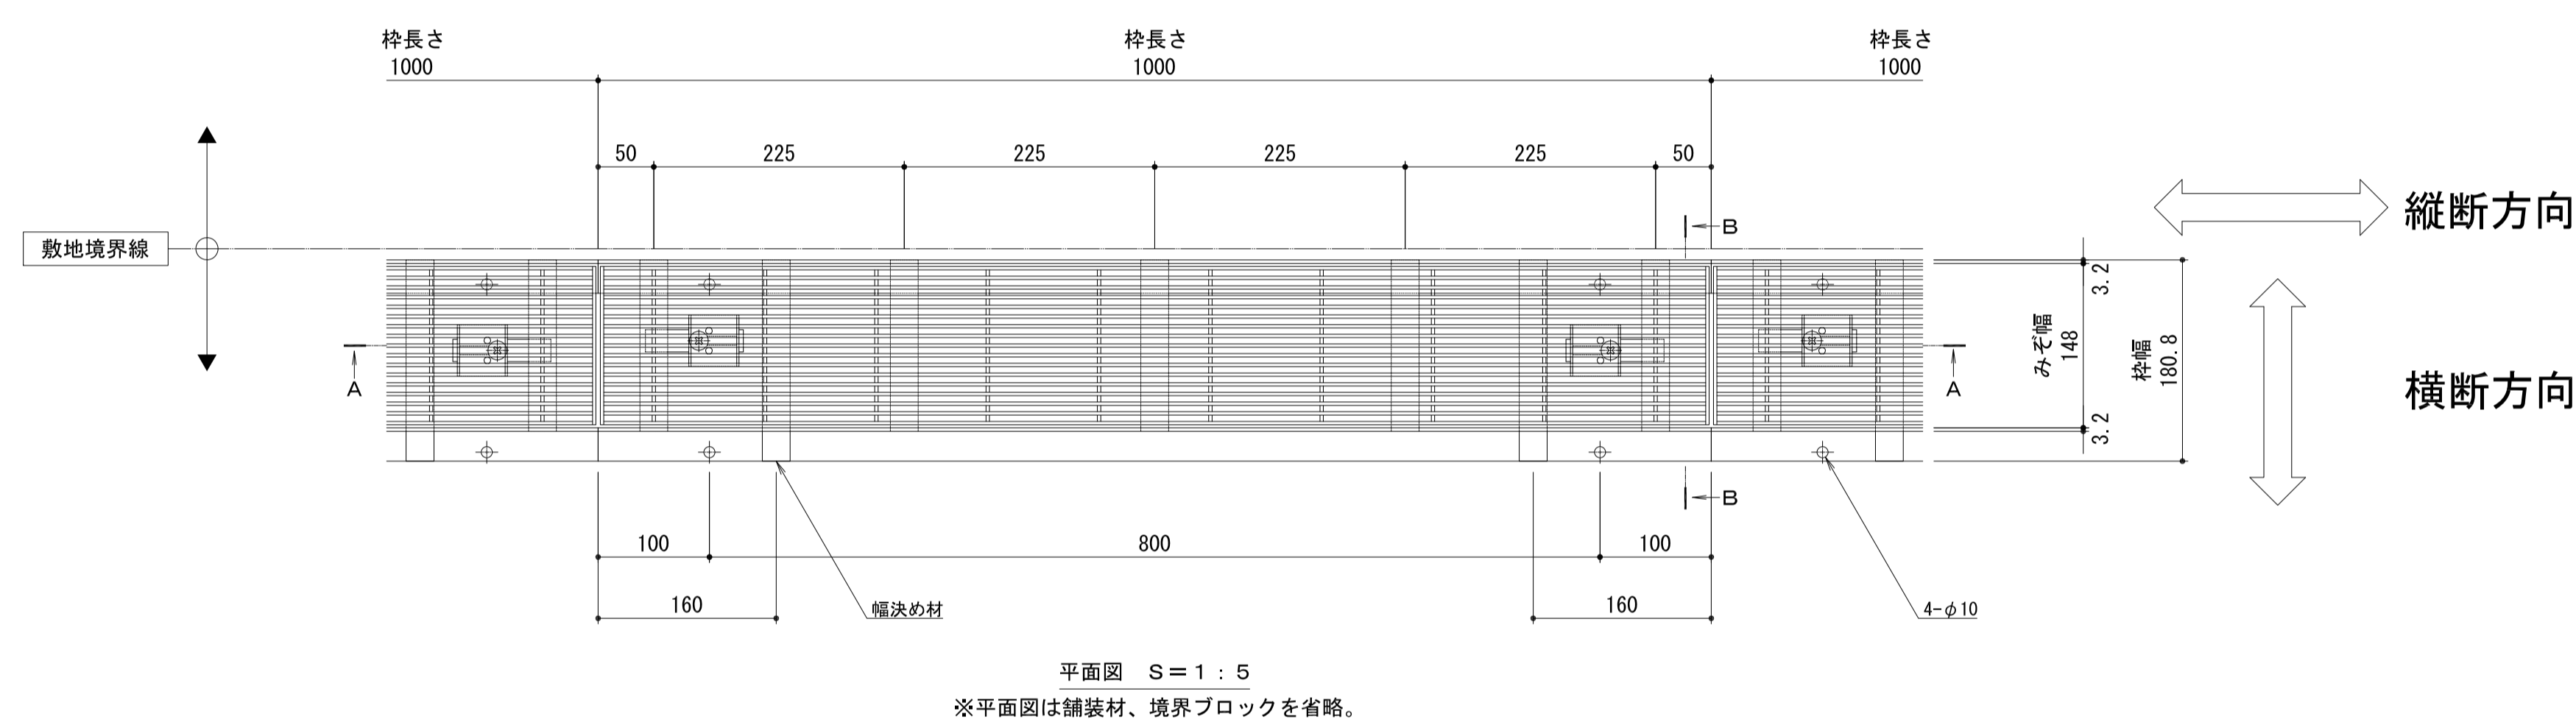 枠長さ
1000
枠長さ
1000
枠長さ
1000
50
225
225
225
225
50
縦断方向
B
敷地境界線
3.2
みぞ幅
148
枠幅
180.8
A
A
横断方向
3.2
B
100
800
100
160
幅決め材
160
4-φ10
平面図 S=1:5
※平面図は舗装材、境界ブロックを省略。